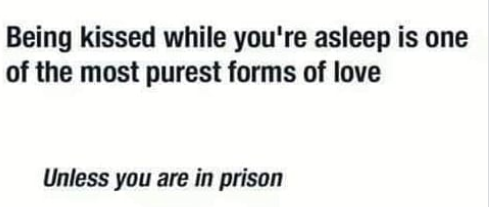 Being kissed while you're asleep is one
of the most purest forms of love
Unless you are in prison